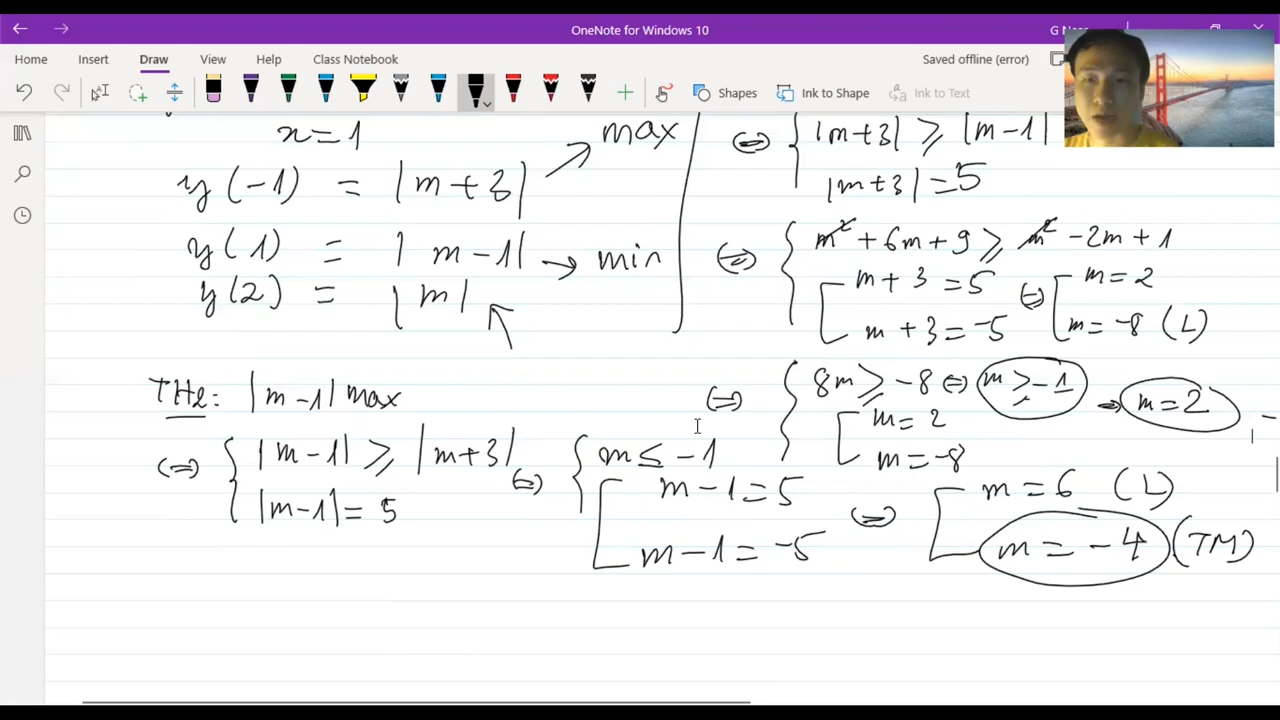 OneNote for Windows 10
G N
Home Insert Draw View Help Class Notebook
Saved offline (error)
Shapes Ink to Shape Ink to Text
x = 1
y(-1) = |m + 3| max
y(1) = |m - 1| → min
y(2) = |m|
⇔ { |m+3| ≥ |m-1|
|m+3| = 5
⇔ { m² + 6m + 9 ≥ m² - 2m + 1
[ m + 3 = 5 ⇔ [ m = 2
m + 3 = -5 m = -8 (L)
⇔ { 8m ≥ -8 ⇔ m ≥ -1 ⇒ m = 2
[ m = 2
m = -8
TH2: |m - 1| max
⇔ { |m-1| ≥ |m+3| ⇔ { m ≤ -1
|m-1| = 5 [ m - 1 = 5 ⇔ [ m = 6 (L)
m - 1 = -5 m = -4 (TM)